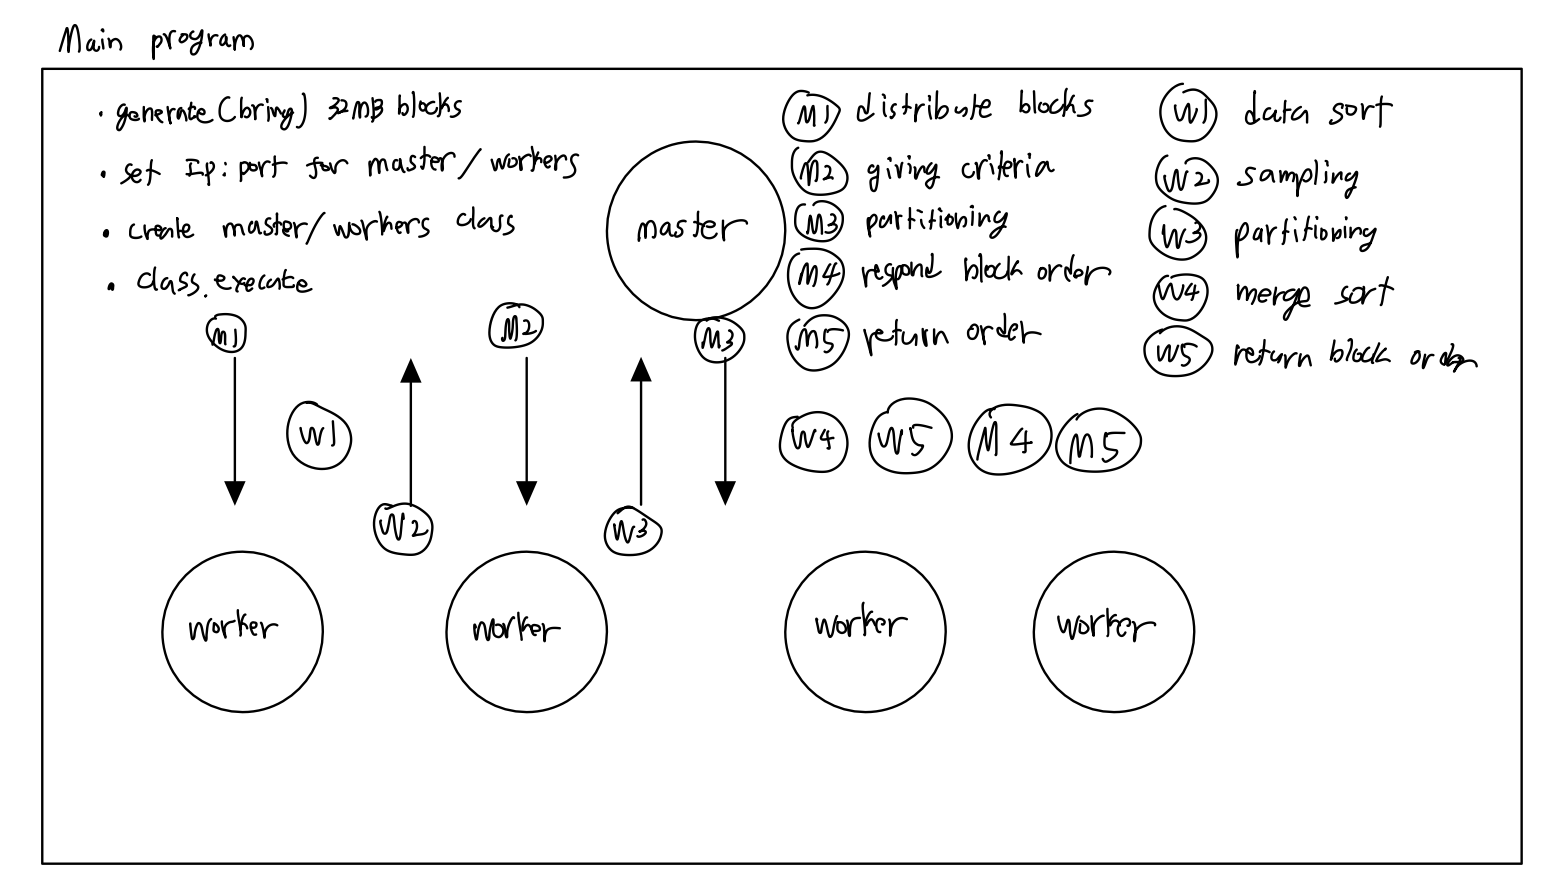 Main program
· generate (bring) 32MB blocks
· set Ip: port for master/workers
· create master/workers class
· class.execute
master
M1 distribute blocks
M2 giving criteria
M3 partitioning
M4 respond block order
M5 return order
W1 data sort
W2 sampling
W3 partitioning
W4 merge sort
W5 return block order
M1
W1
W2
M2
W3
M3
W4 W5 M4 M5
worker
worker
worker
worker